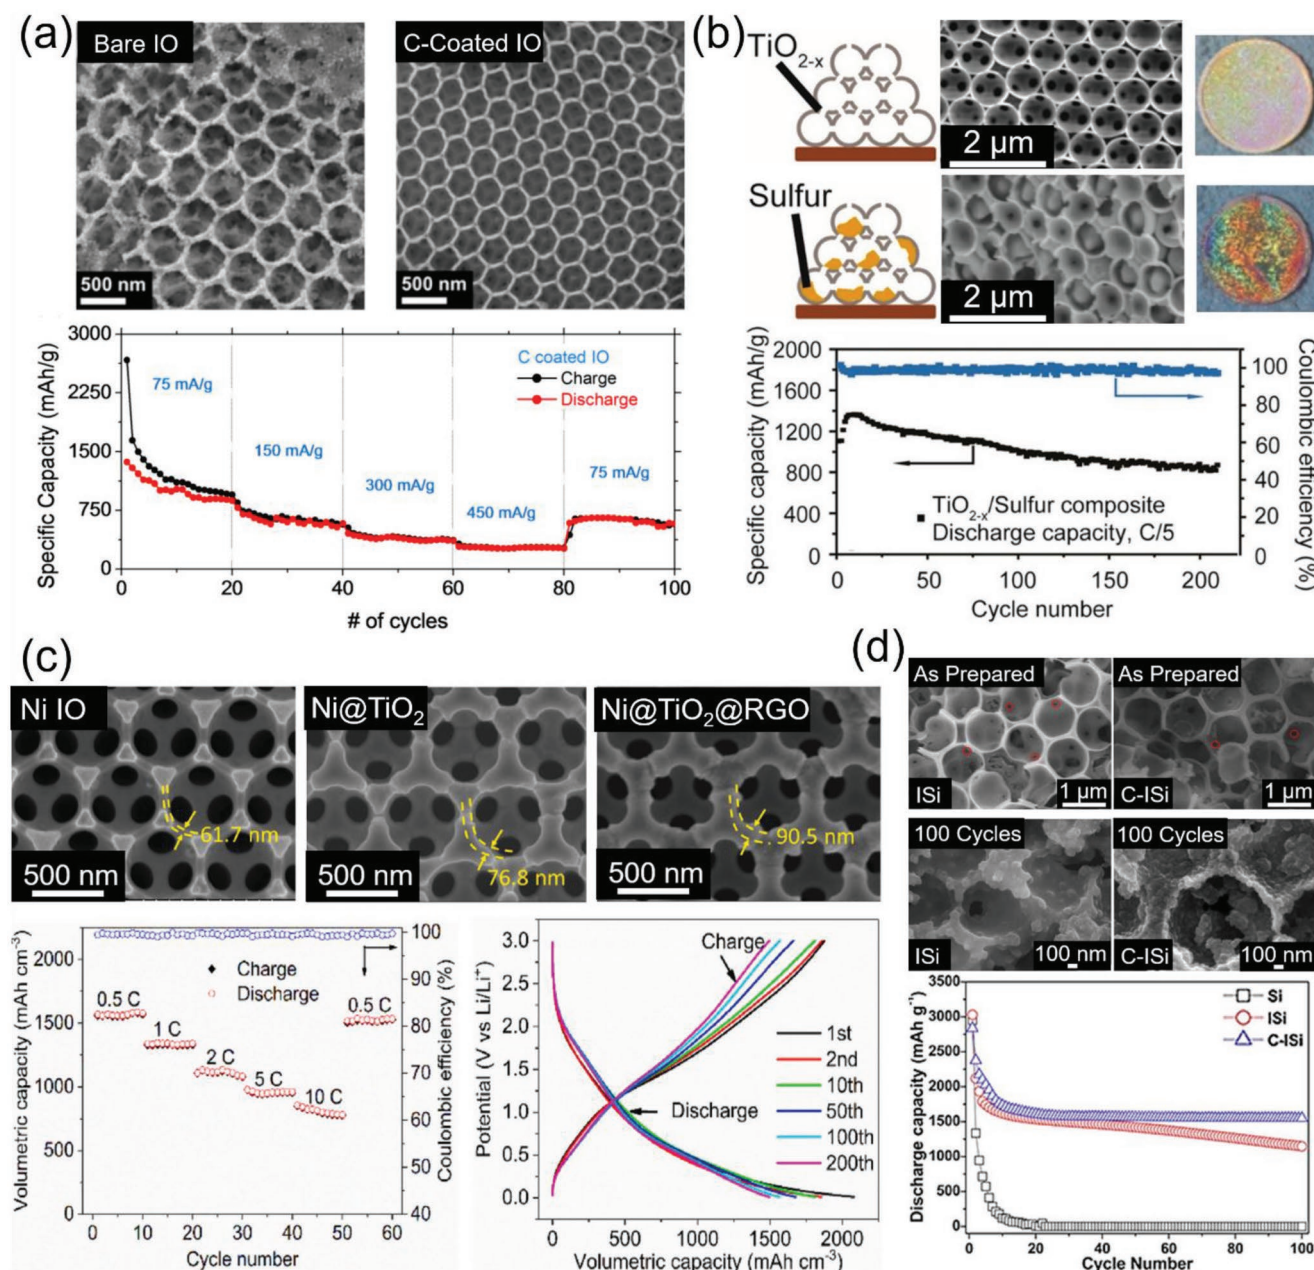 (a)
Bare IO
C-Coated IO
500 nm
500 nm
3000
2250
1500
750
0
Specific Capacity (mAh/g)
75 mA/g
150 mA/g
300 mA/g
450 mA/g
75 mA/g
C coated IO
Charge
Discharge
0
20
40
60
80
100
# of cycles
(b)
TiO2-x
2 μm
Sulfur
2 μm
1800
1400
1000
600
200
2000
1800
1600
1400
1200
1000
800
600
400
200
0
Specific capacity (mAh/g)
TiO2-x/Sulfur composite
Discharge capacity, C/5
100
80
60
40
20
0
Coulombic efficiency (%)
0
50
100
150
200
Cycle number
(c)
Ni IO
61.7 nm
500 nm
Ni@TiO2
76.8 nm
500 nm
Ni@TiO2@RGO
90.5 nm
500 nm
2000
1500
1000
500
0
Volumetric capacity (mAh cm-3)
Charge
Discharge
0.5 C
1 C
2 C
5 C
10 C
0.5 C
100
90
80
70
60
50
40
Coulombic efficiency (%)
0
10
20
30
40
50
60
Cycle number
3.0
2.5
2.0
1.5
1.0
0.5
0.0
Potential (V vs Li/Li+)
Charge
Discharge
1st
2nd
10th
50th
100th
200th
0
500
1000
1500
2000
Volumetric capacity (mAh cm-3)
(d)
As Prepared
ISi
1 μm
As Prepared
C-ISi
1 μm
100 Cycles
ISi
100 nm
100 Cycles
C-ISi
100 nm
3500
3000
2500
2000
1500
1000
500
0
Discharge capacity (mAh g-1)
Si
ISi
C-ISi
0
20
40
60
80
100
Cycle Number